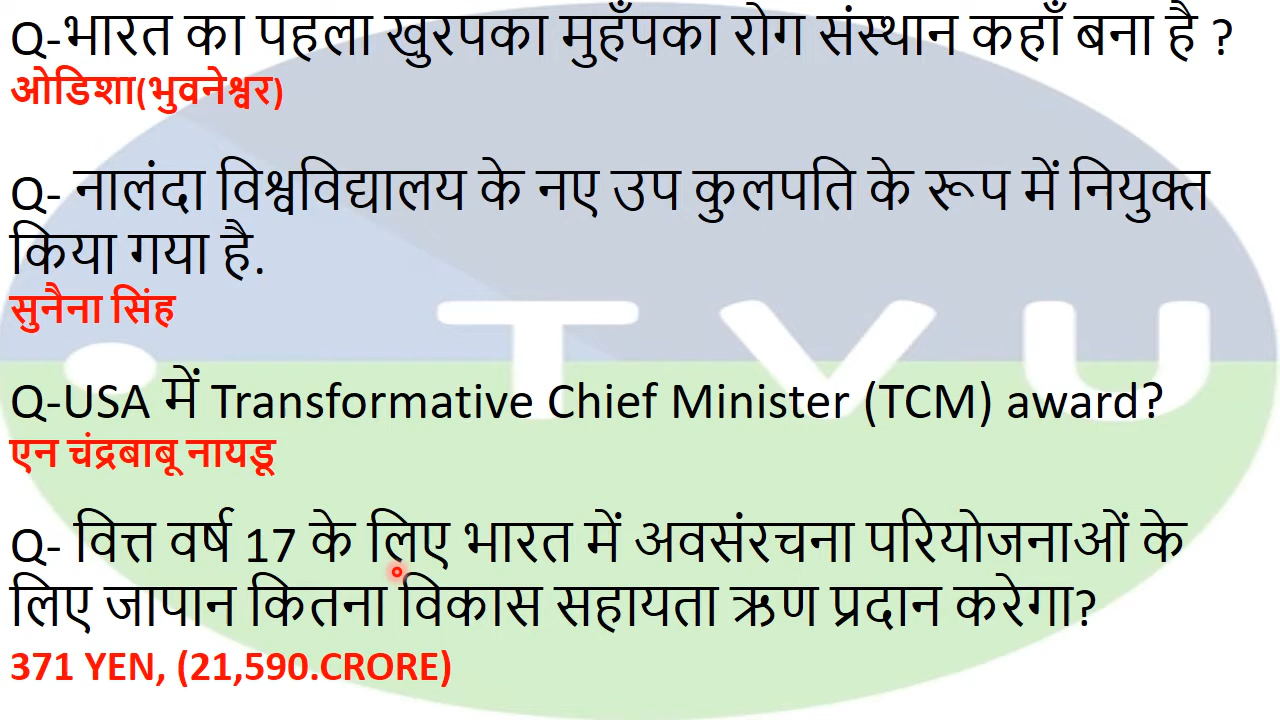 Q-भारत का पहला खुरपका मुहँपका रोग संस्थान कहाँ बना है ?
ओडिशा(भुवनेश्वर)
Q- नालंदा विश्वविद्यालय के नए उप कुलपति के रूप में नियुक्त
किया गया है.
सुनैना सिंह
Q-USA में Transformative Chief Minister (TCM) award?
एन चंद्रबाबू नायडू
Q- वित्त वर्ष 17 के लिए भारत में अवसंरचना परियोजनाओं के
लिए जापान कितना विकास सहायता ऋण प्रदान करेगा?
371 YEN, (21,590.CRORE)
TVU